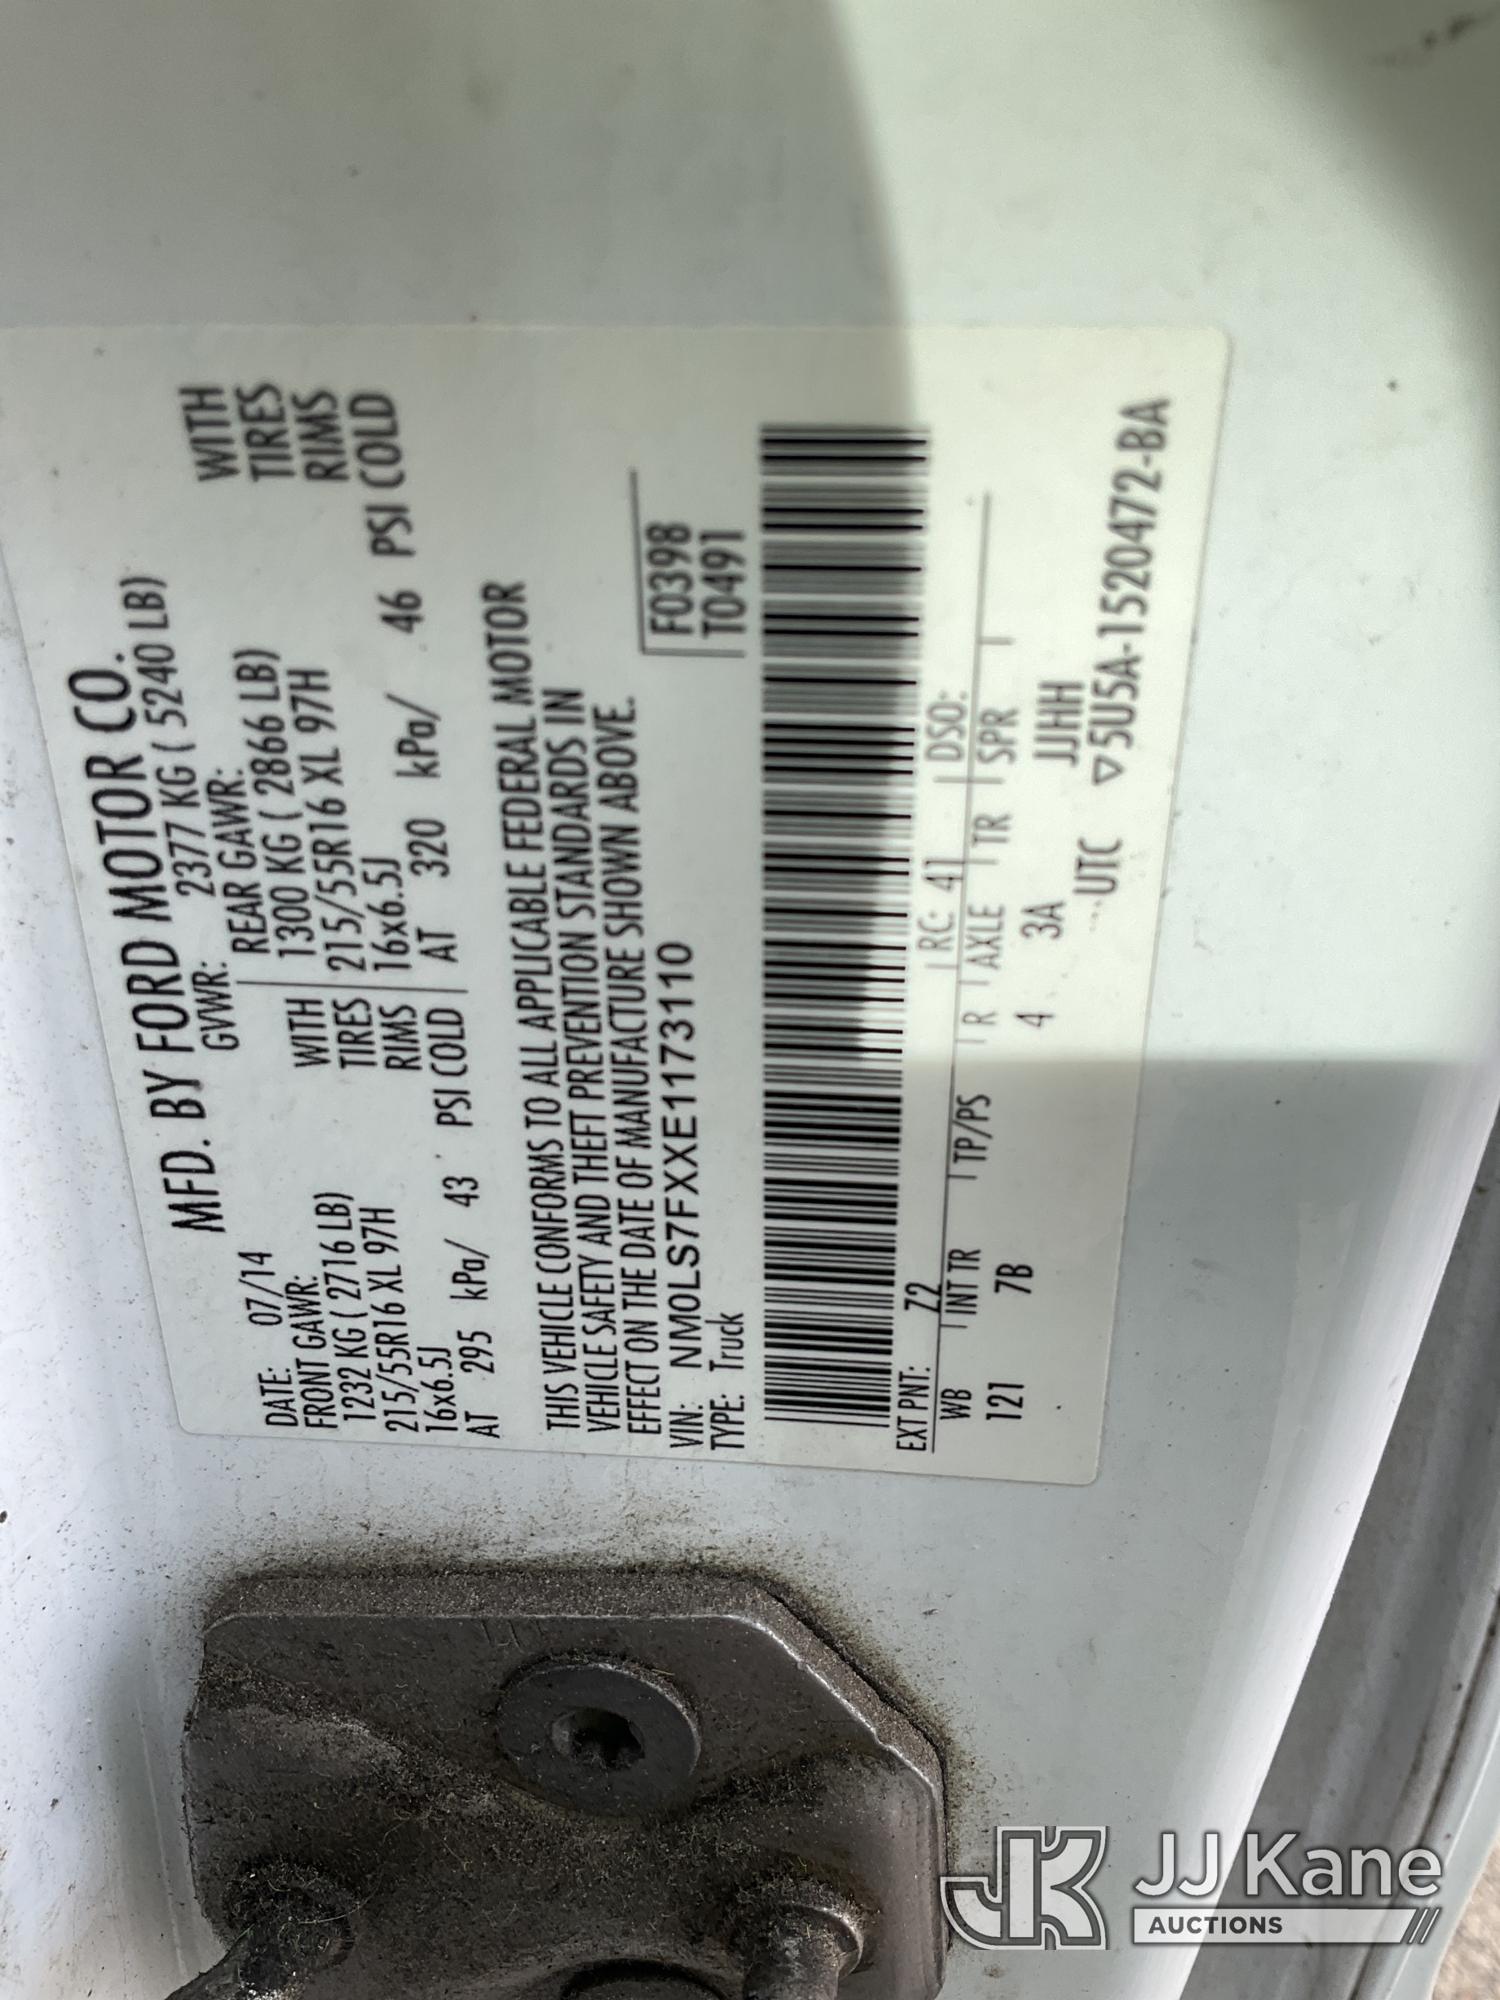 MFD. BY FORD MOTOR CO.
DATE: 07/14 GVWR: 2377 KG ( 5240 LB)
FRONT GAWR: REAR GAWR:
1232 KG ( 2716 LB) WITH 1300 KG ( 2866 LB) WITH
215/55R16 XL 97H TIRES 215/55R16 XL 97H TIRES
16x6.5J RIMS 16x6.5J RIMS
AT 295 kPa/ 43 PSI COLD AT 320 kPa/ 46 PSI COLD
THIS VEHICLE CONFORMS TO ALL APPLICABLE FEDERAL MOTOR
VEHICLE SAFETY AND THEFT PREVENTION STANDARDS IN
EFFECT ON THE DATE OF MANUFACTURE SHOWN ABOVE.
VIN: NM0LS7FXXE1173110 F0398
TYPE: Truck T0491
EXT PNT: Z2 RC: 41 DSO:
WB INT TR TP/PS R AXLE TR SPR
121 7B 4 3A JJHH
UTC ▽5U5A-1520472-BA
JK JJ Kane
AUCTIONS